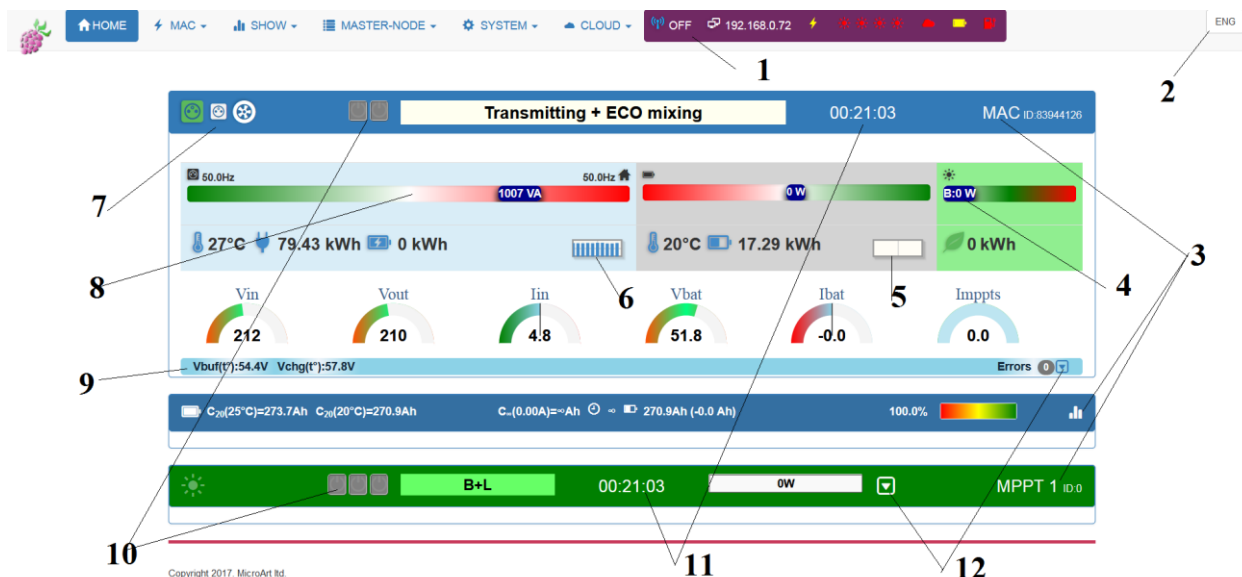 HOME MAC SHOW MASTER-NODE SYSTEM CLOUD OFF 192.168.0.72 ENG
1
2
Transmitting + ECO mixing 00:21:03 MAC ID:83944126
7
50.0Hz 50.0Hz
1007 VA 0 W B:0 W
27°C 79.43 kWh 0 kWh 20°C 17.29 kWh 0 kWh
3
8 6 5 4
Vin Vout Iin Vbat Ibat Imppts
212 210 4.8 51.8 -0.0 0.0
9 Vbuf(t°):54.4V Vchg(t°):57.8V Errors 0
C₂₀(25°C)=273.7Ah C₂₀(20°C)=270.9Ah C₋(0.00A)=∞Ah ∞ 270.9Ah (-0.0 Ah) 100.0%
B+L 00:21:03 0W MPPT 1 ID:0
10 11 12
Copyright 2017, MicroArt ltd.